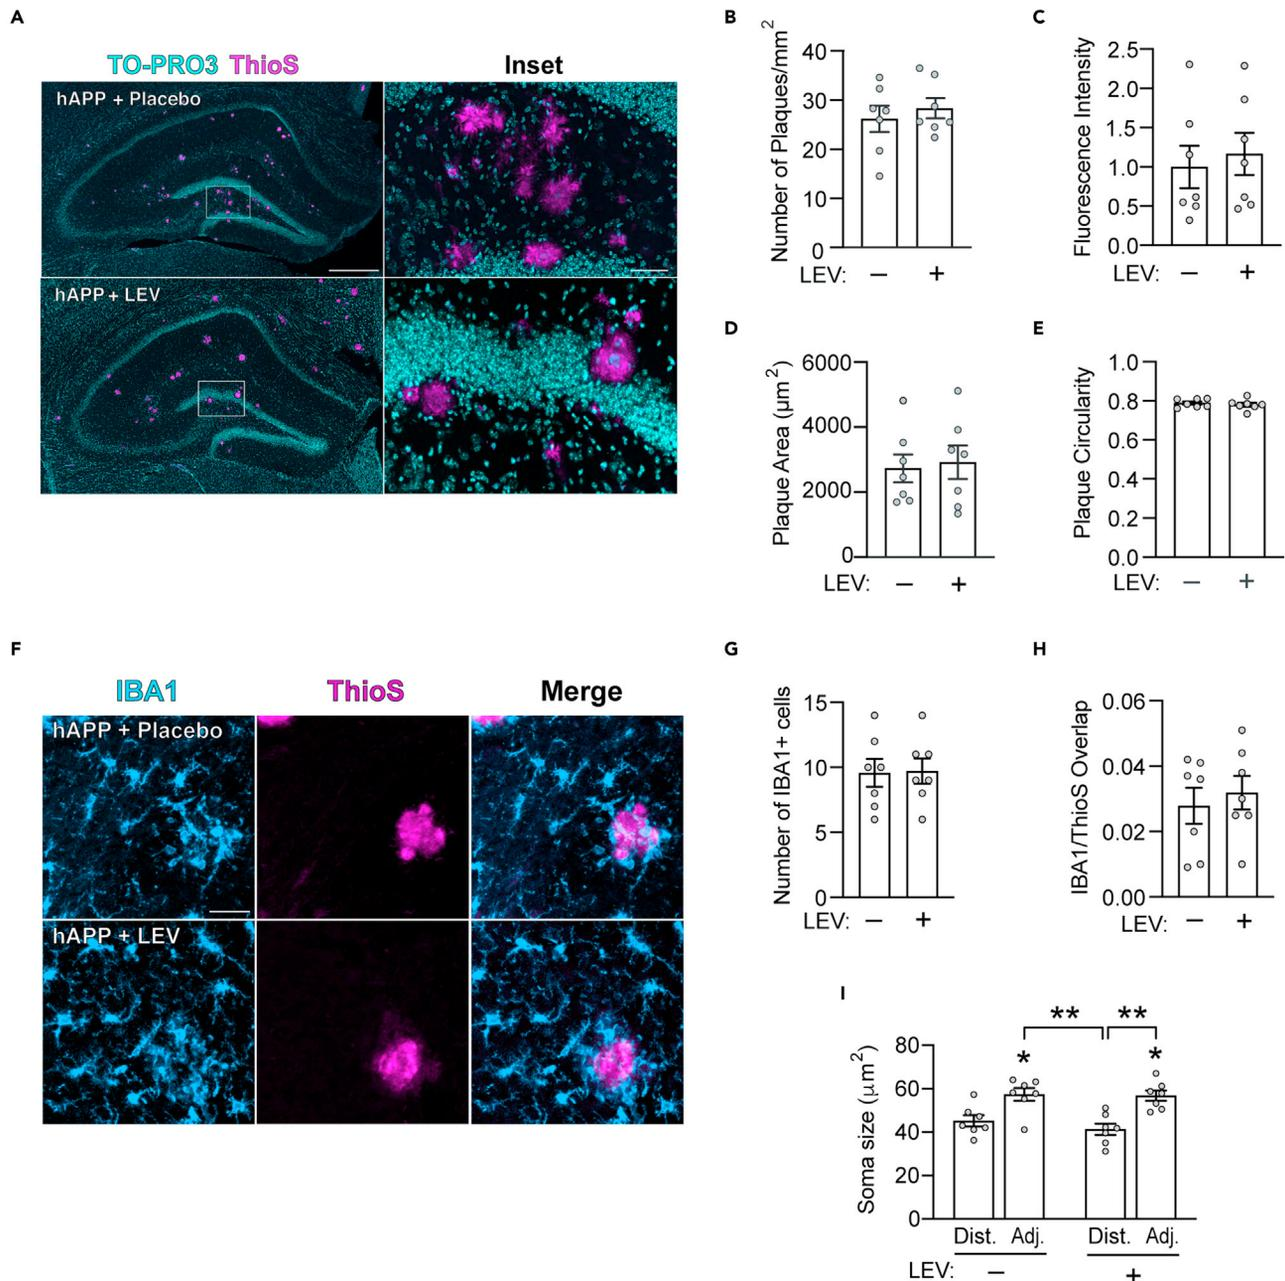 A
TO-PRO3 ThioS
Inset
hAPP + Placebo
hAPP + LEV
B
Number of Plaques/mm²
40
30
20
10
0
LEV: − +
C
Fluorescence Intensity
2.5
2.0
1.5
1.0
0.5
0.0
LEV: − +
D
Plaque Area (µm²)
6000
4000
2000
0
LEV: − +
E
Plaque Circularity
1.0
0.8
0.6
0.4
0.2
0.0
LEV: − +
F
IBA1
ThioS
Merge
hAPP + Placebo
hAPP + LEV
G
Number of IBA1+ cells
15
10
5
0
LEV: − +
H
IBA1/ThioS Overlap
0.06
0.04
0.02
0.00
LEV: − +
I
Soma size (µm²)
80
60
40
20
0
** **
* *
Dist. Adj. Dist. Adj.
LEV: − +